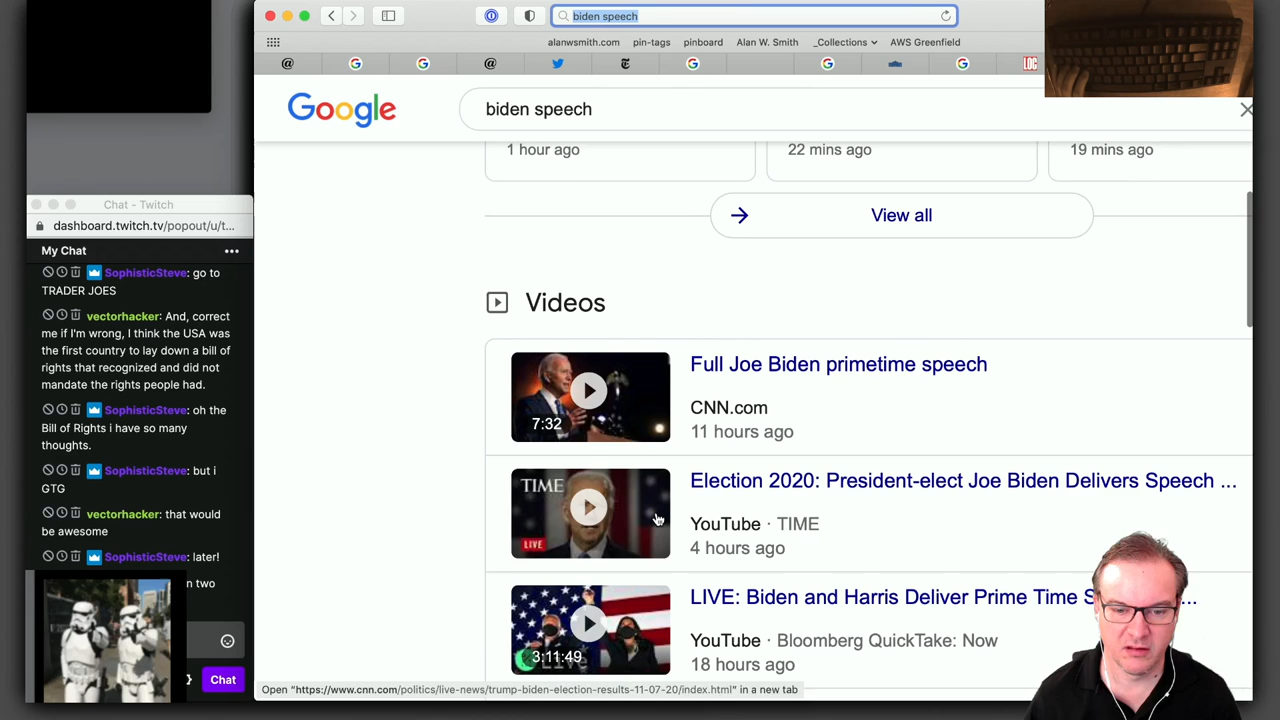 biden speech
alanwsmith.com
pin-tags
pinboard
Alan W. Smith
_Collections
AWS Greenfield
LOC
Google
biden speech
1 hour ago
22 mins ago
19 mins ago
View all
Videos
Full Joe Biden primetime speech
CNN.com
11 hours ago
7:32
Election 2020: President-elect Joe Biden Delivers Speech ...
YouTube · TIME
4 hours ago
TIME
LIVE
LIVE: Biden and Harris Deliver Prime Time S
...
YouTube · Bloomberg QuickTake: Now
18 hours ago
3:11:49
Open "https://www.cnn.com/politics/live-news/trump-biden-election-results-11-07-20/index.html" in a new tab
Chat - Twitch
dashboard.twitch.tv/popout/u/t...
My Chat
SophisticSteve: go to
TRADER JOES
vectorhacker: And, correct
me if I'm wrong, I think the USA was
the first country to lay down a bill of
rights that recognized and did not
mandate the rights people had.
SophisticSteve: oh the
Bill of Rights i have so many
thoughts.
SophisticSteve: but i
GTG
vectorhacker: that would
be awesome
SophisticSteve: later!
n two
Chat